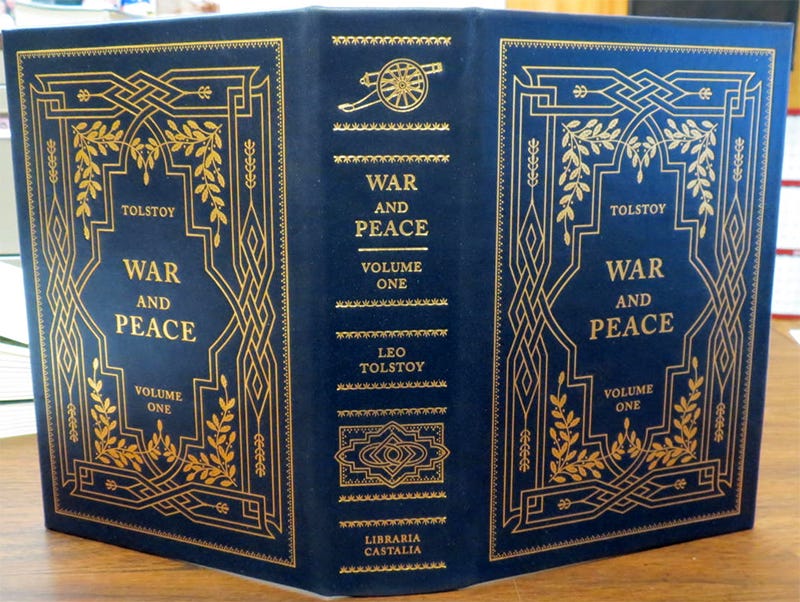 TOLSTOY
WAR
AND
PEACE
VOLUME
ONE
WAR
AND
PEACE
VOLUME
ONE
LEO
TOLSTOY
LIBRARIA
CASTALIA
TOLSTOY
WAR
AND
PEACE
VOLUME
ONE